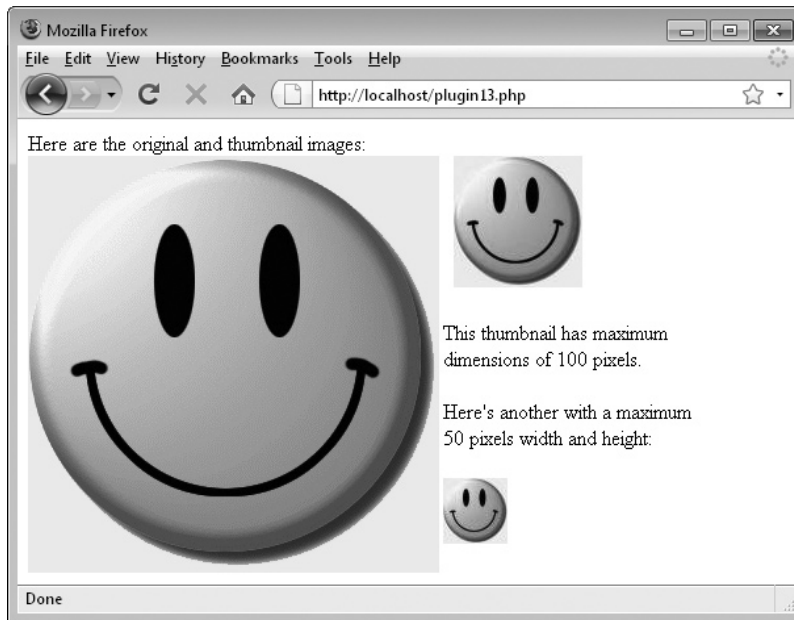 Mozilla Firefox
File Edit View History Bookmarks Tools Help
http://localhost/plugin13.php
Here are the original and thumbnail images:
This thumbnail has maximum
dimensions of 100 pixels.
Here's another with a maximum
50 pixels width and height:
Done